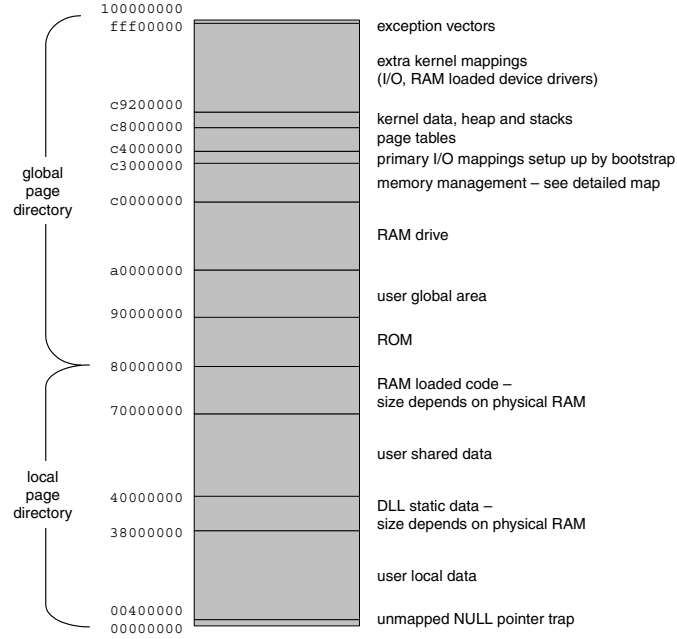 100000000
fff00000
exception vectors
extra kernel mappings
(I/O, RAM loaded device drivers)
c9200000
kernel data, heap and stacks
c8000000
page tables
c4000000
primary I/O mappings setup up by bootstrap
c3000000
global
page
directory
memory management – see detailed map
c0000000
RAM drive
a0000000
user global area
90000000
ROM
80000000
RAM loaded code –
size depends on physical RAM
70000000
user shared data
local
page
directory
40000000
DLL static data –
size depends on physical RAM
38000000
user local data
00400000
unmapped NULL pointer trap
00000000